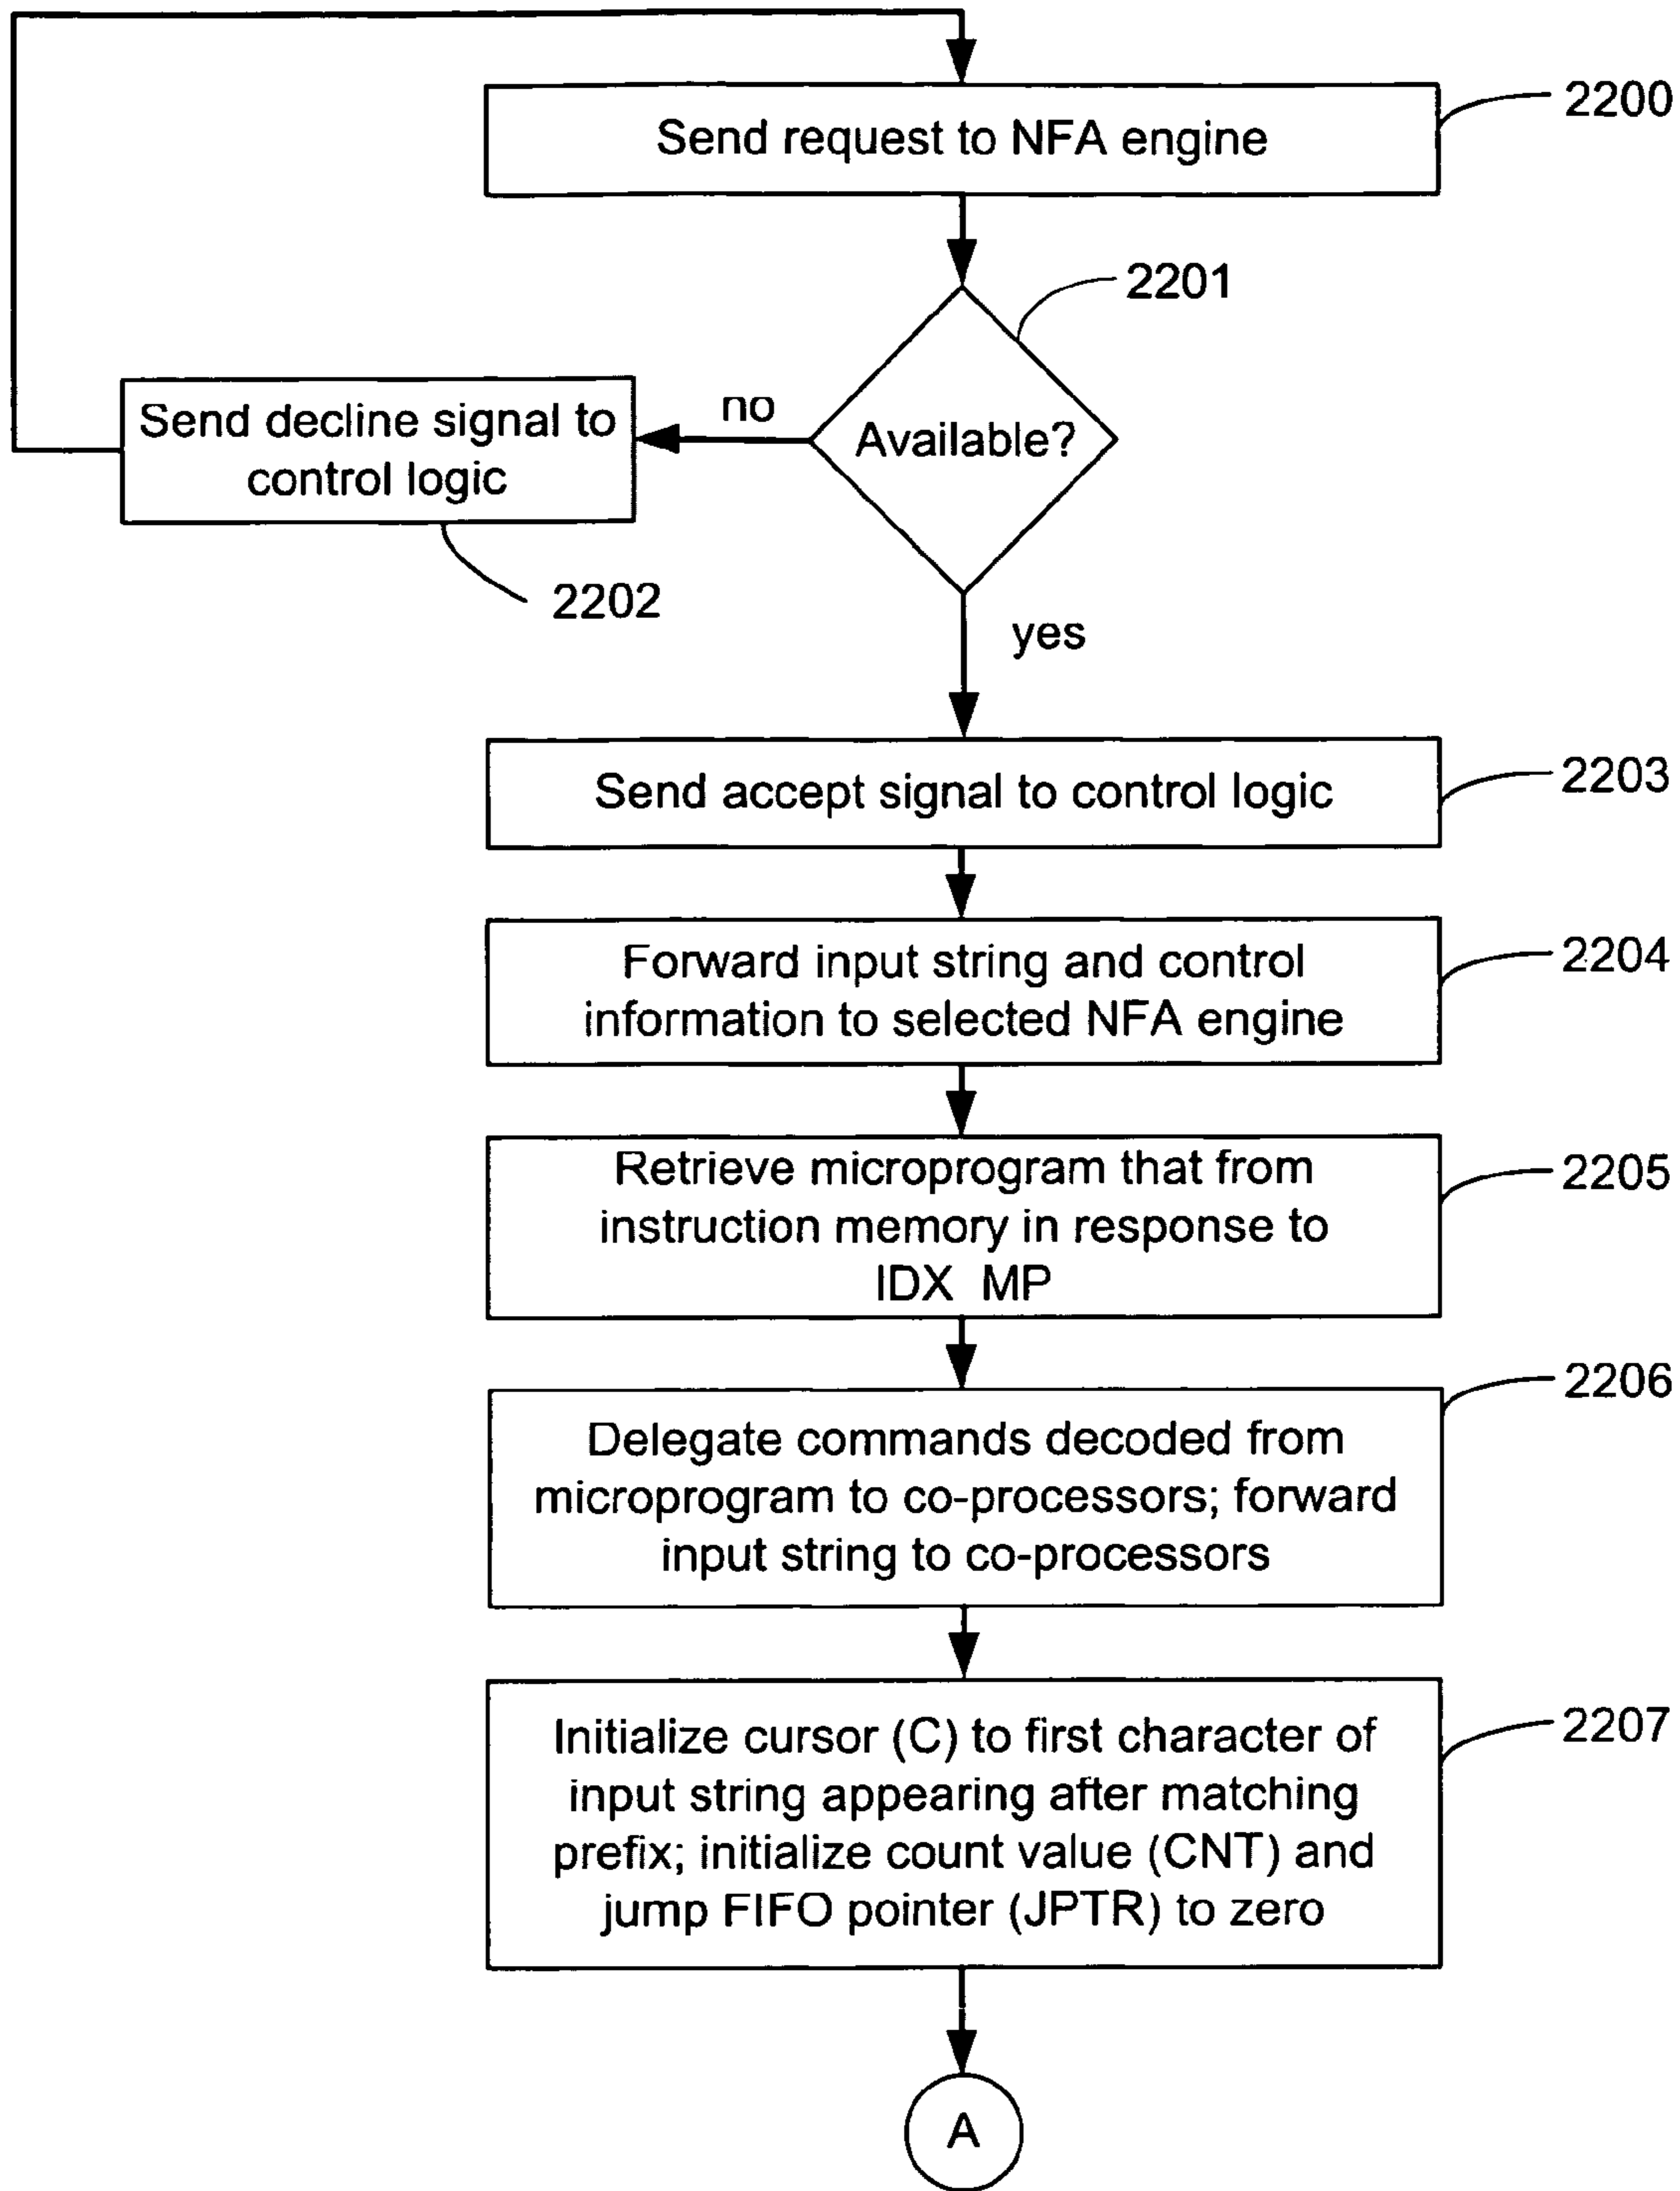 Send request to NFA engine
2200
2201
Available?
no
Send decline signal to
control logic
2202
yes
Send accept signal to control logic
2203
Forward input string and control
information to selected NFA engine
2204
Retrieve microprogram that from
instruction memory in response to
IDX MP
2205
Delegate commands decoded from
microprogram to co-processors; forward
input string to co-processors
2206
Initialize cursor (C) to first character of
input string appearing after matching
prefix; initialize count value (CNT) and
jump FIFO pointer (JPTR) to zero
2207
A